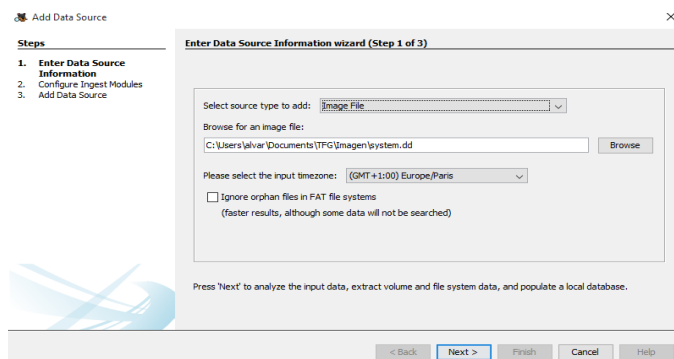 Add Data Source
Steps
1. Enter Data Source
Information
2. Configure Ingest Modules
3. Add Data Source
Enter Data Source Information wizard (Step 1 of 3)
Select source type to add: Image File
Browse for an image file:
C:\Users\alvar\Documents\TFG\Imagen\system.dd Browse
Please select the input timezone: (GMT+1:00) Europe/Paris
Ignore orphan files in FAT file systems
(faster results, although some data will not be searched)
Press 'Next' to analyze the input data, extract volume and file system data, and populate a local database.
< Back Next > Finish Cancel Help